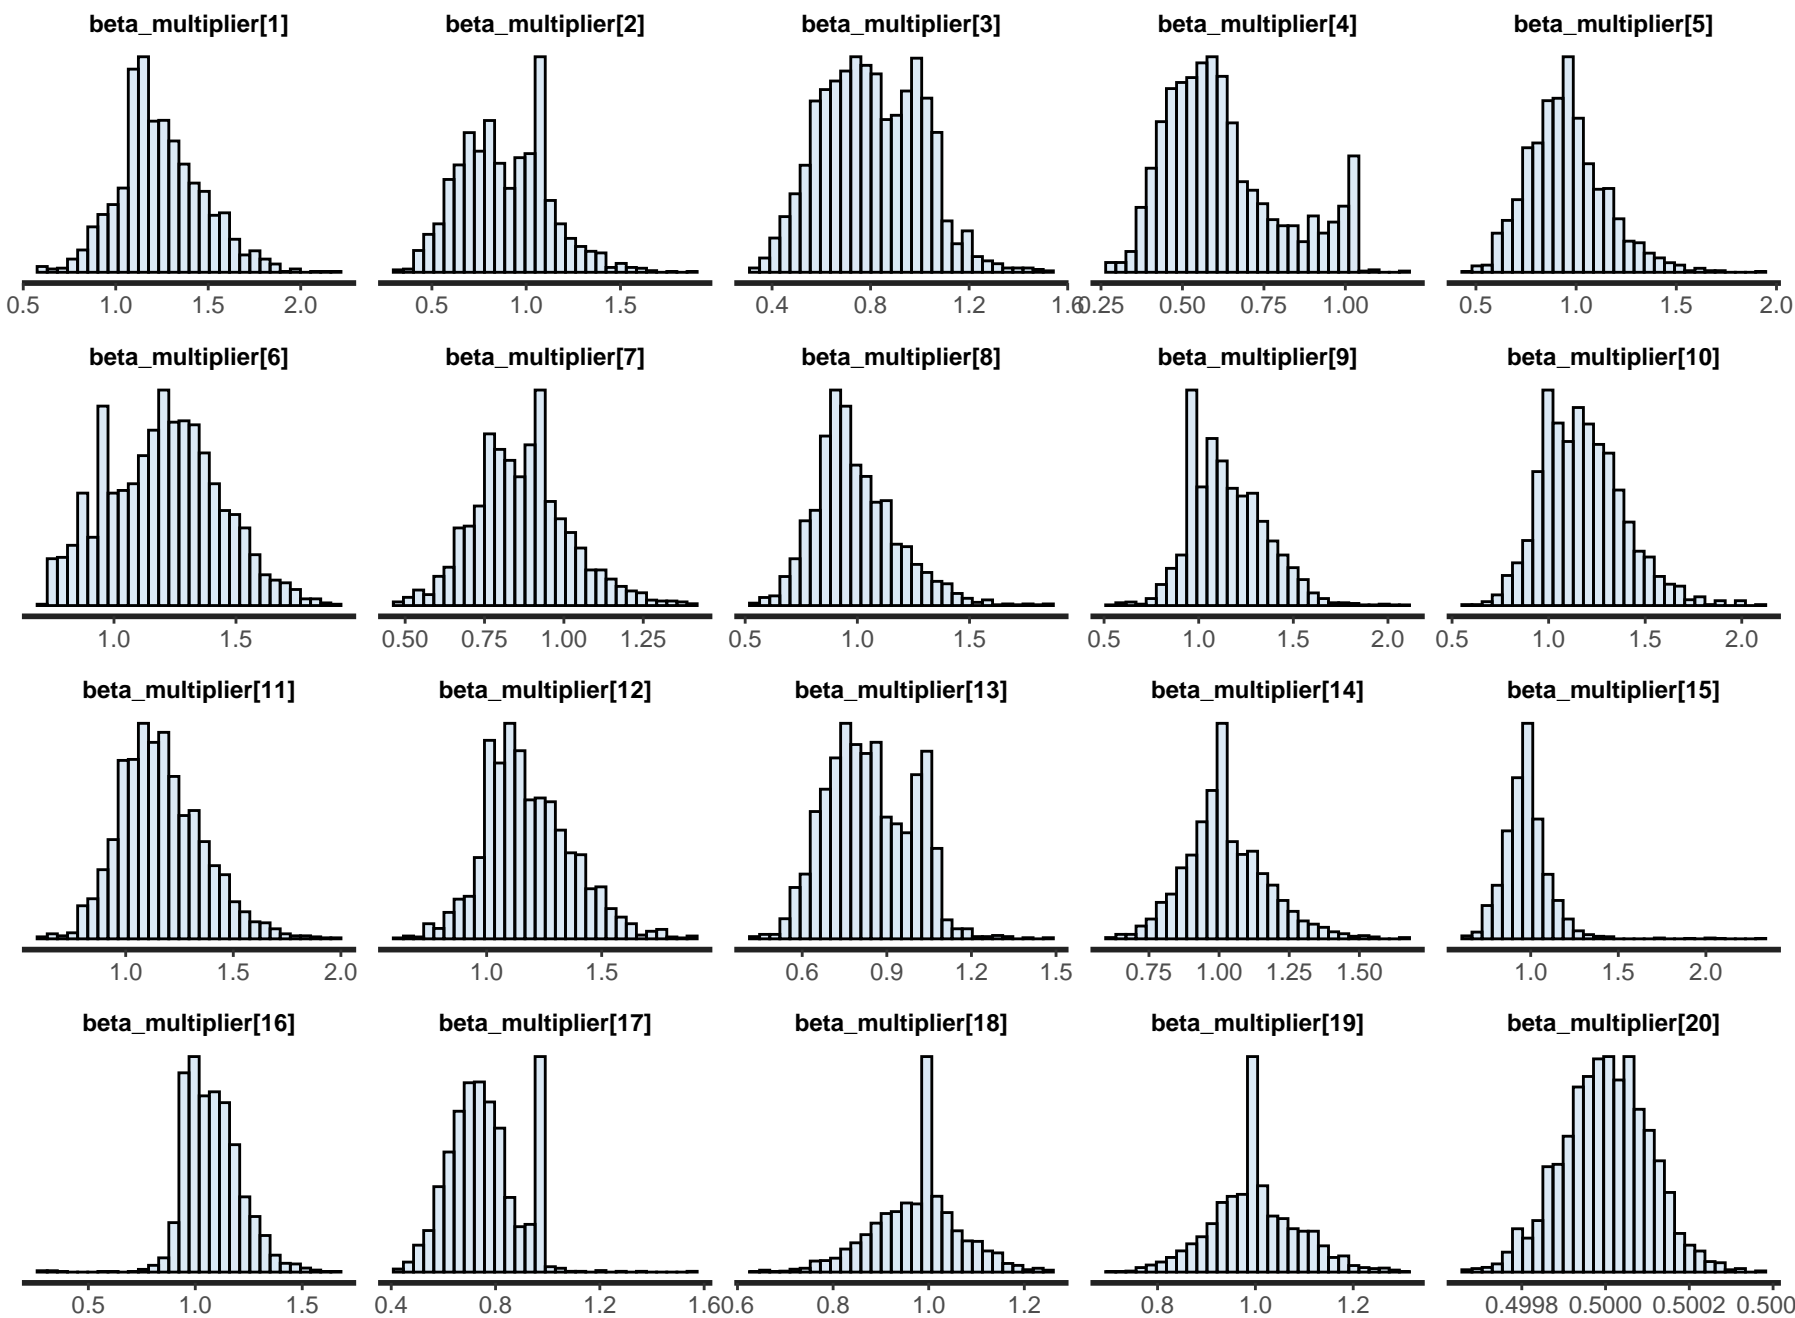 beta_multiplier[1] beta_multiplier[2] beta_multiplier[3] beta_multiplier[4] beta_multiplier[5]
0.5 1.0 1.5 2.0 0.5 1.0 1.5 0.4 0.8 1.2 1.6 0.25 0.50 0.75 1.00 0.5 1.0 1.5 2.0
beta_multiplier[6] beta_multiplier[7] beta_multiplier[8] beta_multiplier[9] beta_multiplier[10]
1.0 1.5 0.50 0.75 1.00 1.25 0.5 1.0 1.5 0.5 1.0 1.5 2.0 0.5 1.0 1.5 2.0
beta_multiplier[11] beta_multiplier[12] beta_multiplier[13] beta_multiplier[14] beta_multiplier[15]
1.0 1.5 2.0 1.0 1.5 0.6 0.9 1.2 1.5 0.75 1.00 1.25 1.50 1.0 1.5 2.0
beta_multiplier[16] beta_multiplier[17] beta_multiplier[18] beta_multiplier[19] beta_multiplier[20]
0.5 1.0 1.5 0.4 0.8 1.2 1.6 0.6 0.8 1.0 1.2 0.8 1.0 1.2 0.4998 0.5000 0.5002 0.500